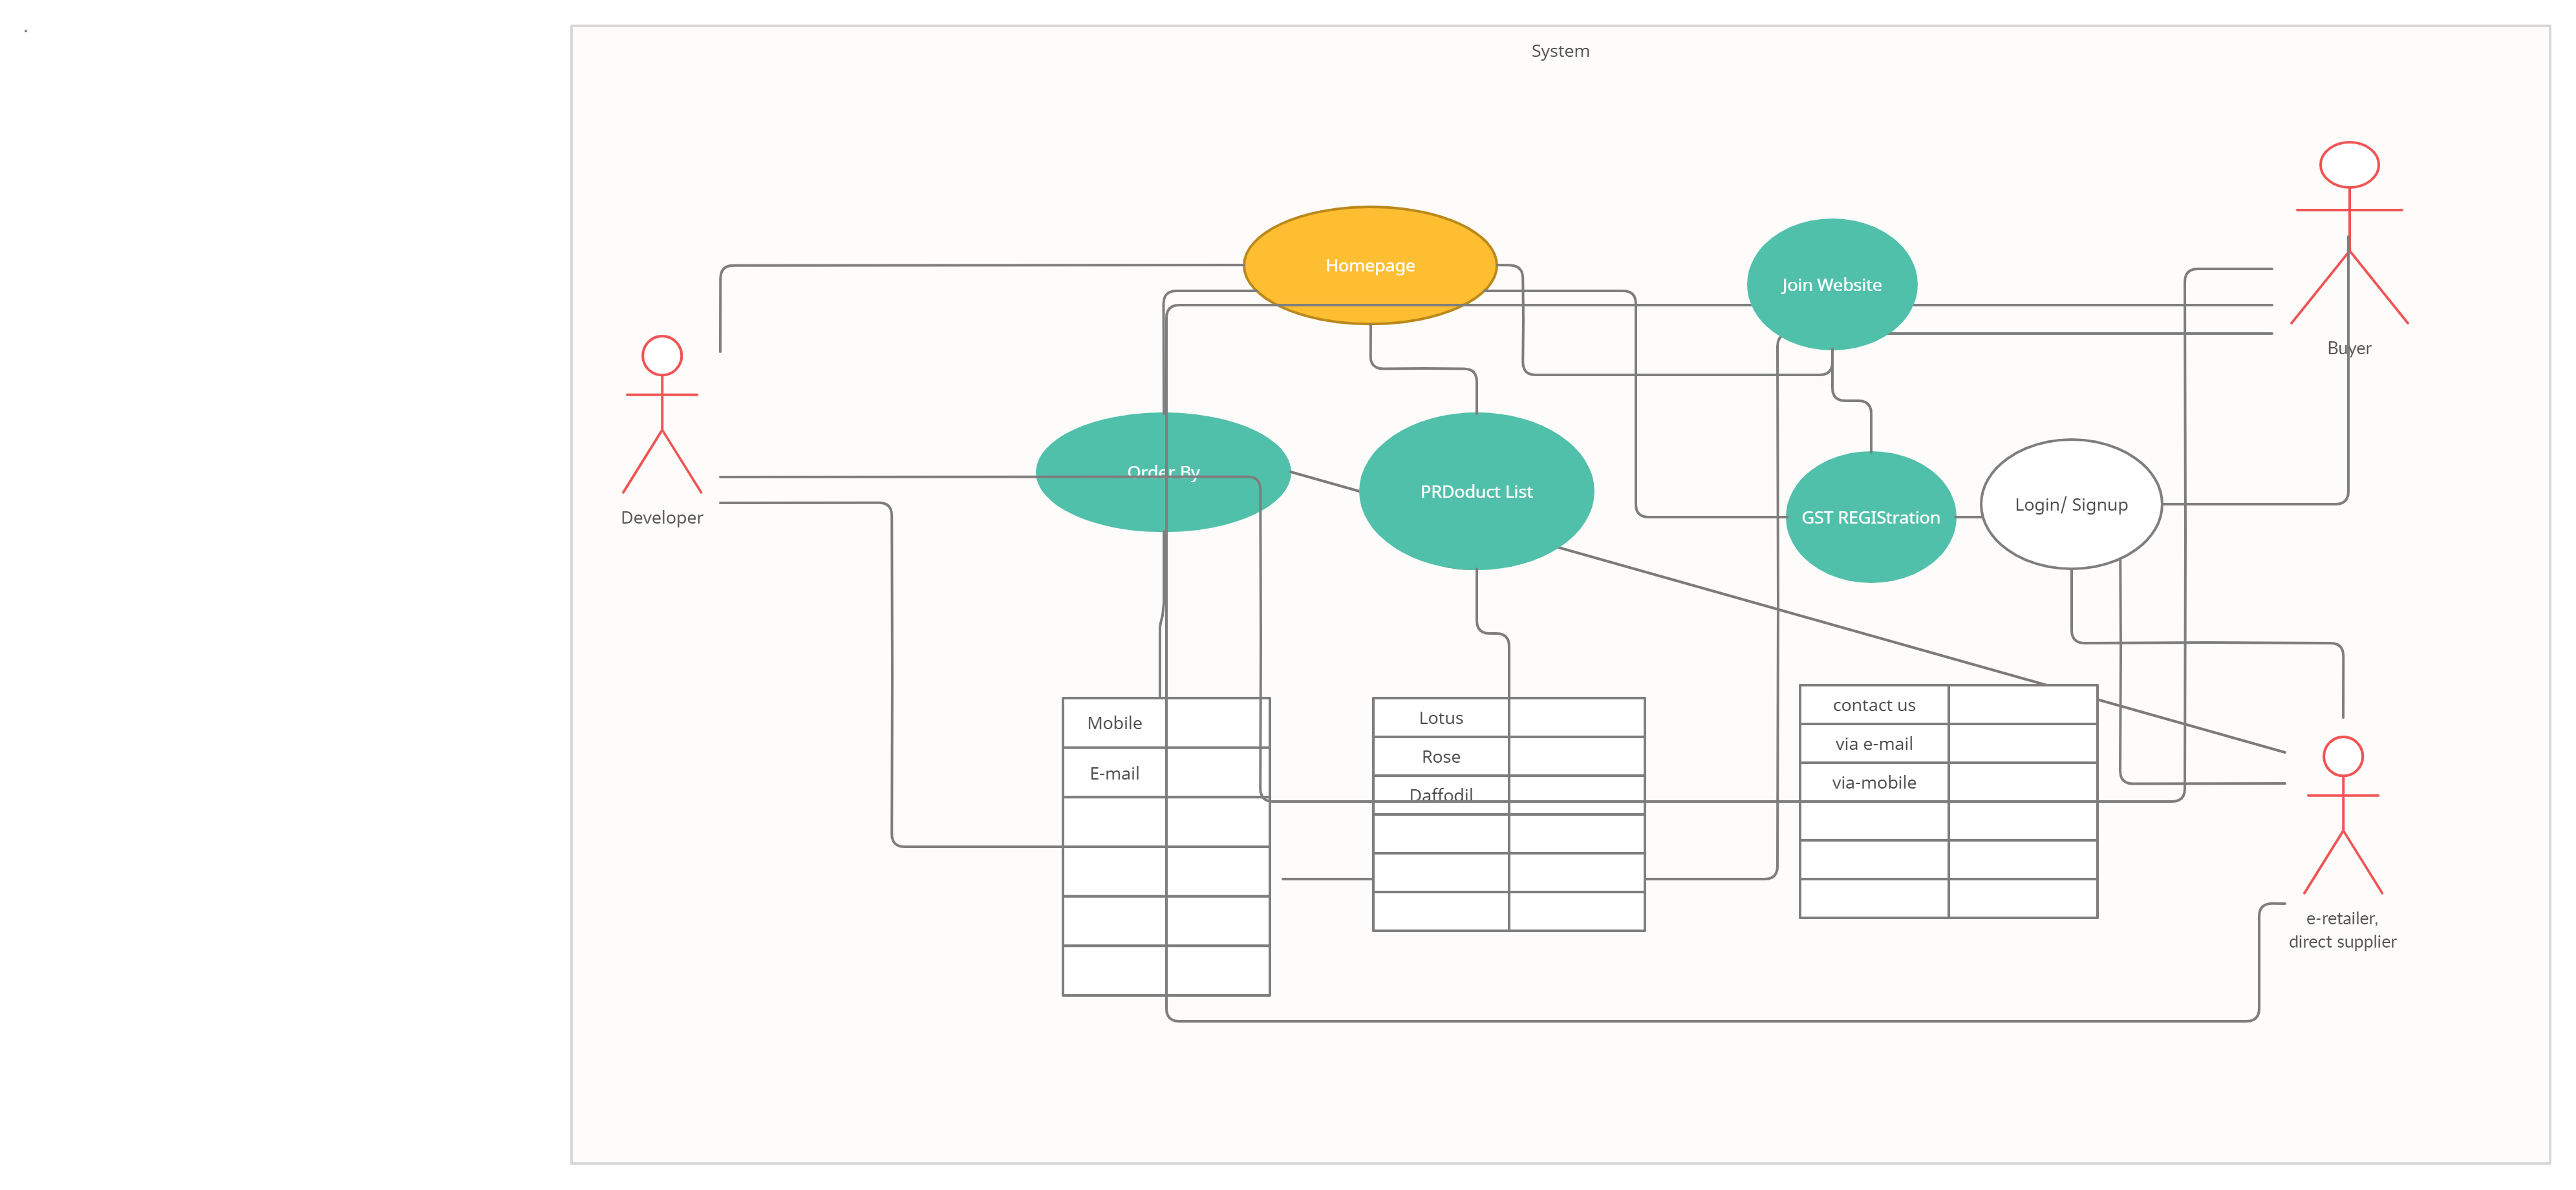 System
Homepage
Join Website
Buyer
Order By
PRDoduct List
Login/ Signup
GST REGIStration
Developer
Mobile
E-mail
Lotus
Rose
Daffodil
contact us
via e-mail
via-mobile
e-retailer,
direct supplier